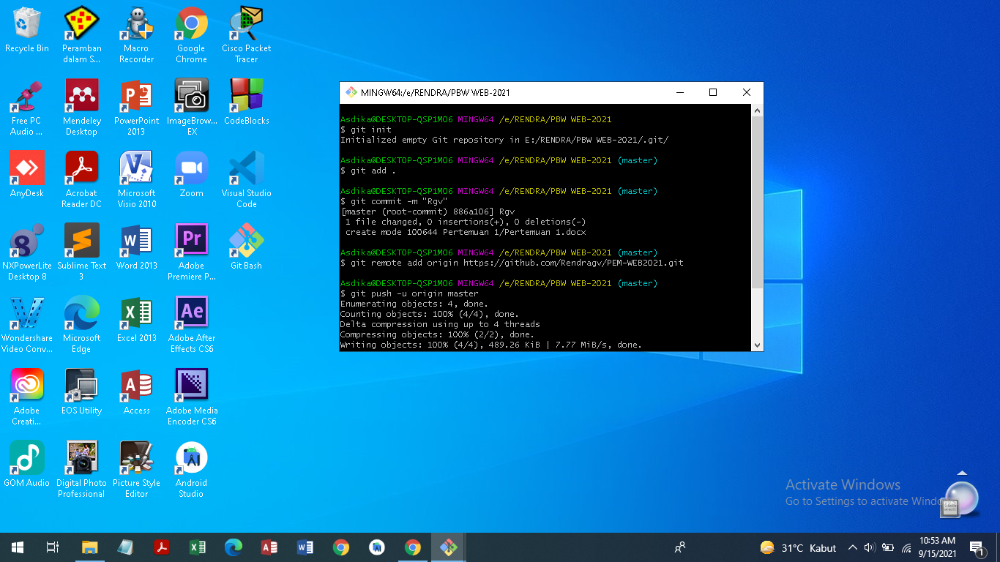 Recycle Bin
Peramban dalam S...
Macro Recorder
Google Chrome
Cisco Packet Tracer
Free PC Audio ...
Mendeley Desktop
PowerPoint 2013
ImageBrow... EX
CodeBlocks
AnyDesk
Acrobat Reader DC
Microsoft Visio 2010
Zoom
Visual Studio Code
NXPowerLite Desktop 8
Sublime Text 3
Word 2013
Adobe Premiere P...
Git Bash
Wondershare Video Conv...
Microsoft Edge
Excel 2013
Adobe After Effects CS6
Adobe Creati...
EOS Utility
Access
Adobe Media Encoder CS6
GOM Audio
Digital Photo Professional
Picture Style Editor
Android Studio
MINGW64:/e/RENDRA/PBW WEB-2021
Asdika@DESKTOP-QSP1MO6 MINGW64 /e/RENDRA/PBW WEB-2021
$ git init
Initialized empty Git repository in E:/RENDRA/PBW WEB-2021/.git/
Asdika@DESKTOP-QSP1MO6 MINGW64 /e/RENDRA/PBW WEB-2021 (master)
$ git add .
Asdika@DESKTOP-QSP1MO6 MINGW64 /e/RENDRA/PBW WEB-2021 (master)
$ git commit -m "Rgv"
[master (root-commit) 886a106] Rgv
1 file changed, 0 insertions(+), 0 deletions(-)
create mode 100644 Pertemuan 1/Pertemuan 1.docx
Asdika@DESKTOP-QSP1MO6 MINGW64 /e/RENDRA/PBW WEB-2021 (master)
$ git remote add origin https://github.com/Rendragv/PEM-WEB2021.git
Asdika@DESKTOP-QSP1MO6 MINGW64 /e/RENDRA/PBW WEB-2021 (master)
$ git push -u origin master
Enumerating objects: 4, done.
Counting objects: 100% (4/4), done.
Delta compression using up to 4 threads
Compressing objects: 100% (2/2), done.
Writing objects: 100% (4/4), 489.26 KiB | 7.77 MiB/s, done.
Activate Windows
Go to Settings to activate Windo
31°C Kabut
10:53 AM
9/15/2021
1